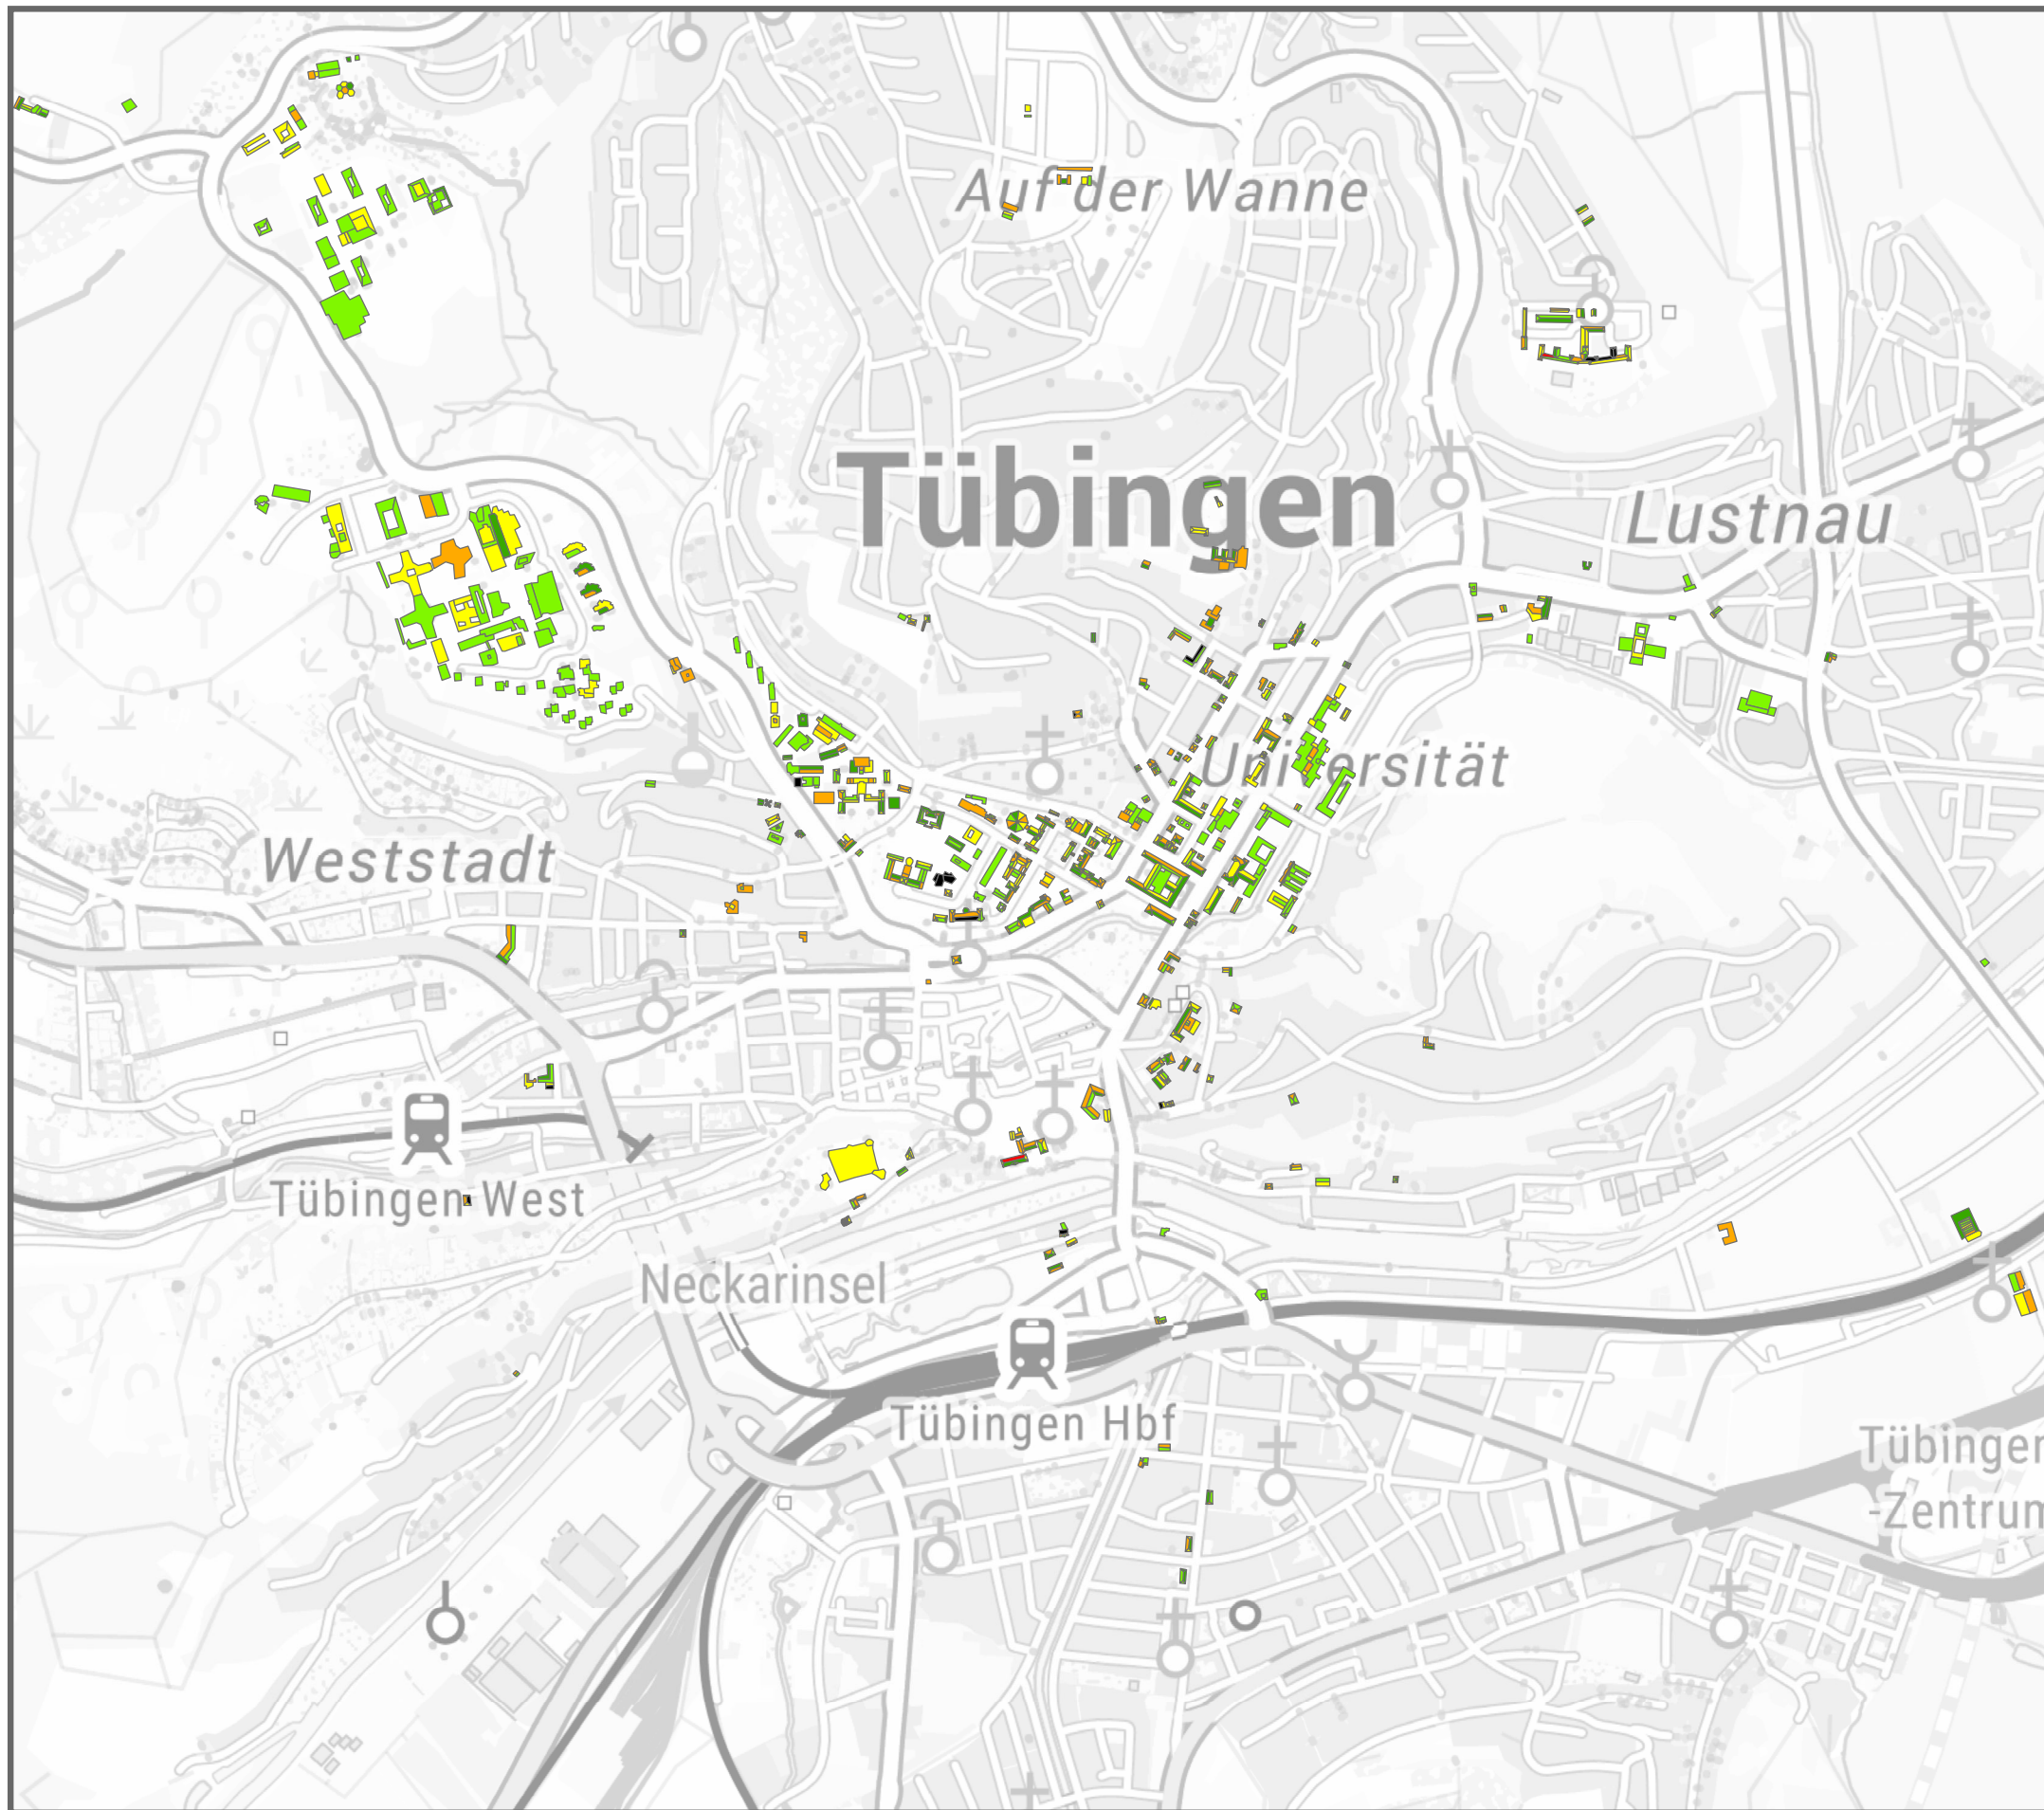 Auf der Wanne
Tübingen
Lustnau
Universität
Weststadt
Tübingen West
Neckarinsel
Tübingen Hbf
Tübingen
-Zentrum